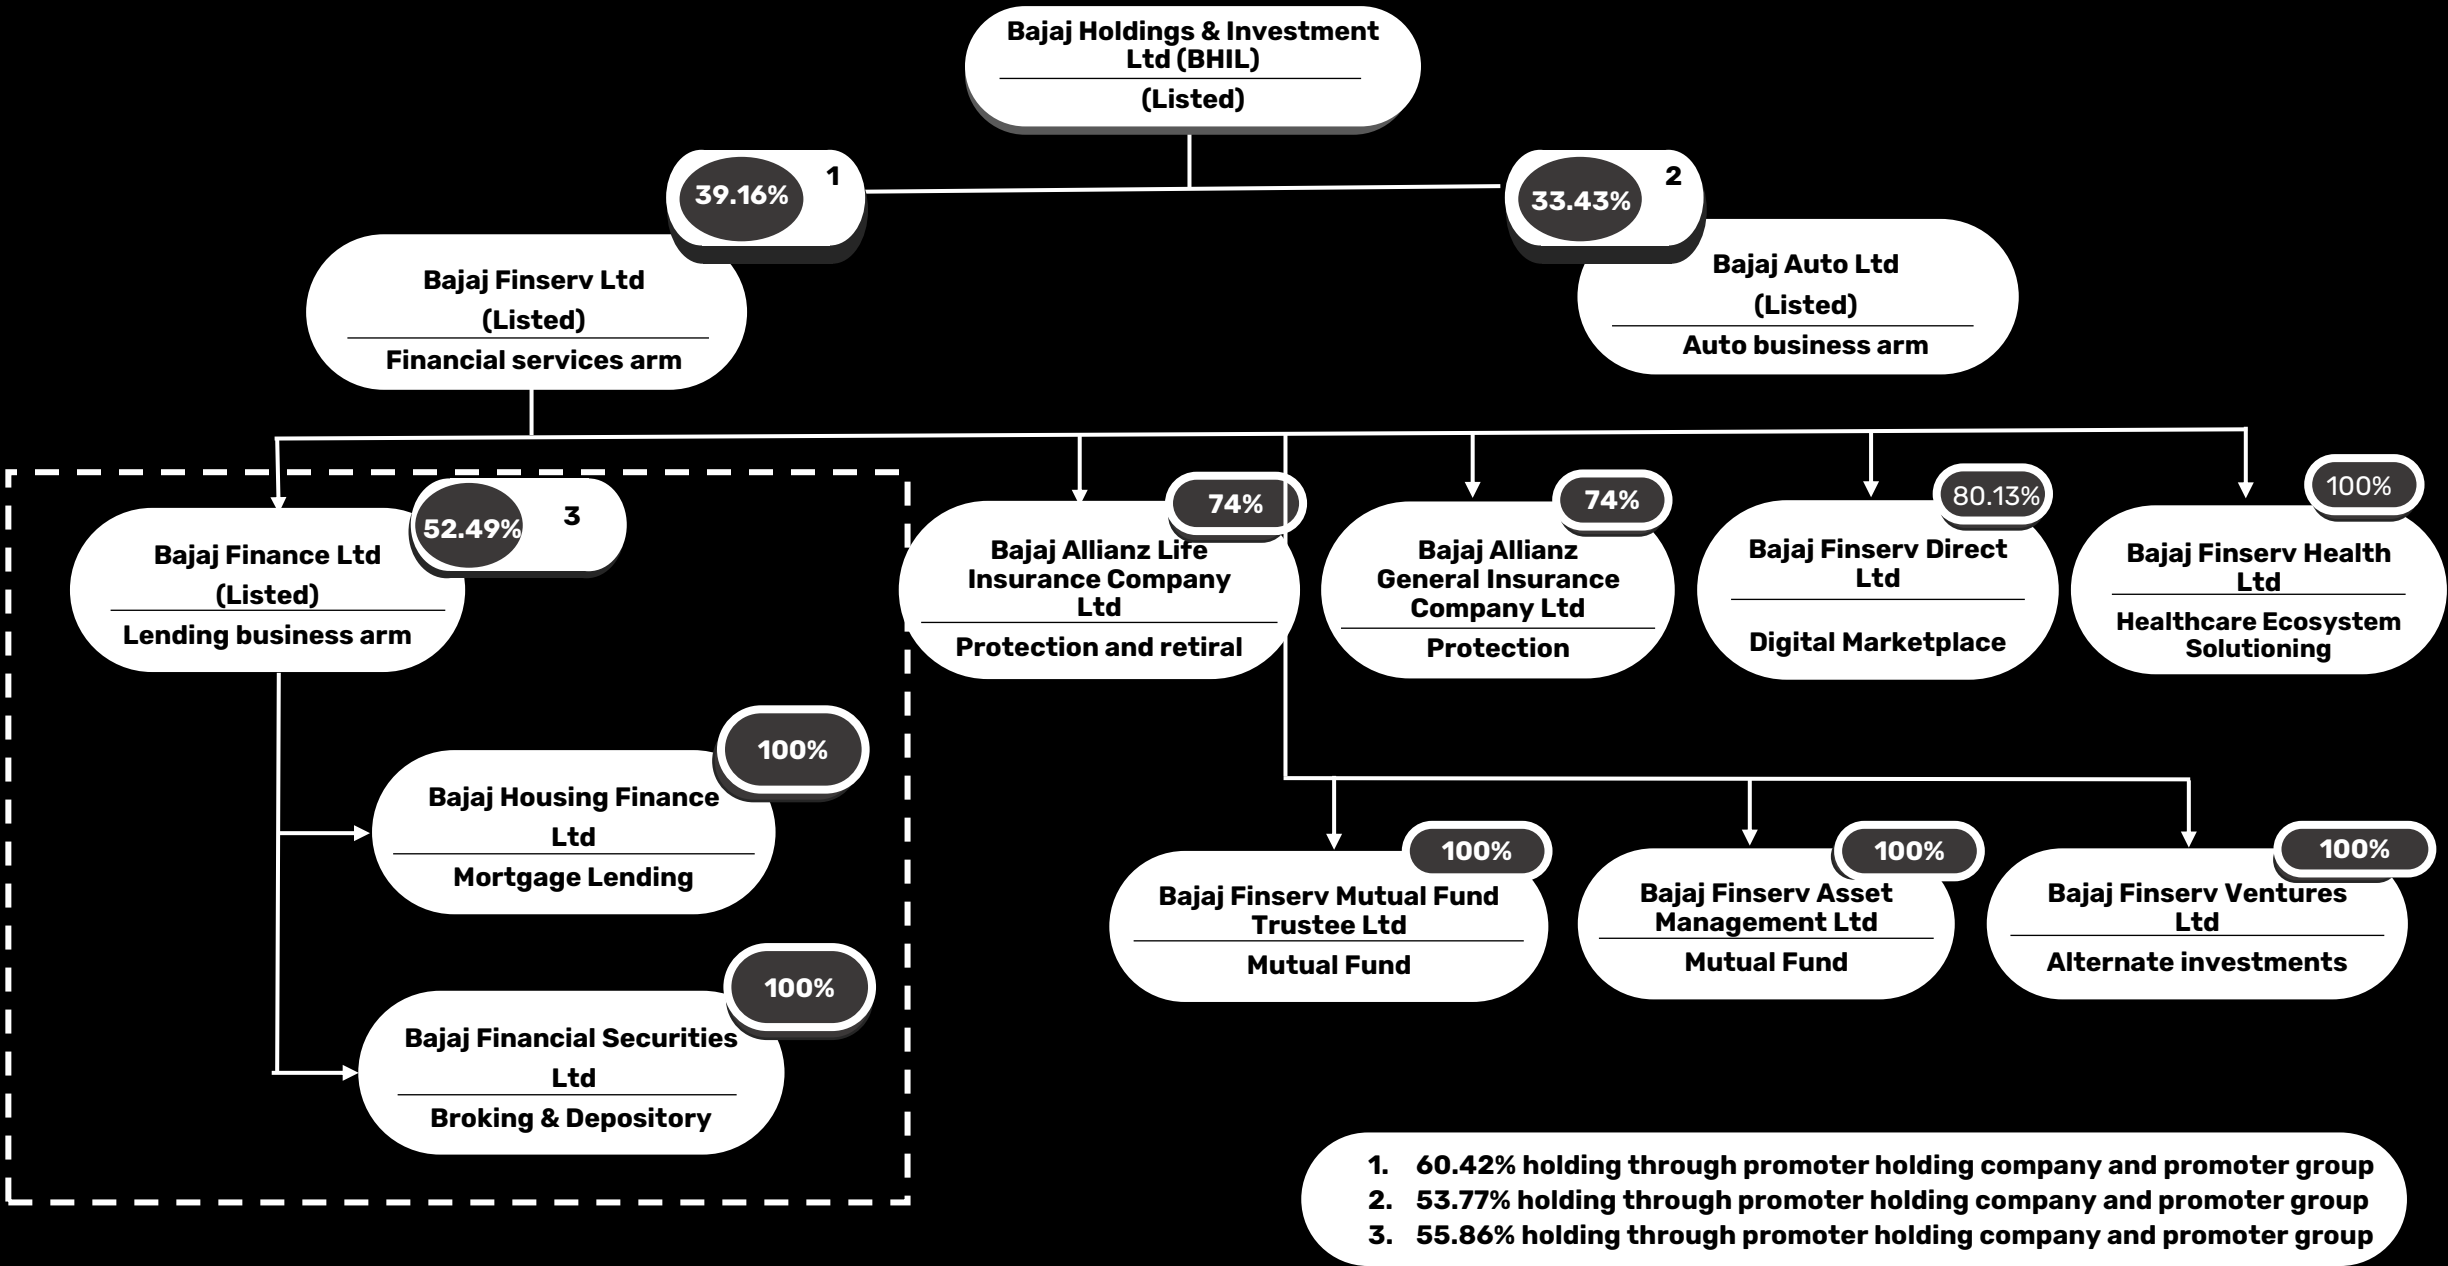 Bajaj Holdings & Investment
Ltd (BHIL)
(Listed)
39.16%
1
33.43%
2
Bajaj Finserv Ltd
(Listed)
Financial services arm
Bajaj Auto Ltd
(Listed)
Auto business arm
52.49%
3
Bajaj Finance Ltd
(Listed)
Lending business arm
74%
Bajaj Allianz Life
Insurance Company
Ltd
Protection and retiral
74%
Bajaj Allianz
General Insurance
Company Ltd
Protection
80.13%
Bajaj Finserv Direct
Ltd
Digital Marketplace
100%
Bajaj Finserv Health
Ltd
Healthcare Ecosystem
Solutioning
100%
Bajaj Housing Finance
Ltd
Mortgage Lending
100%
Bajaj Financial Securities
Ltd
Broking & Depository
100%
Bajaj Finserv Mutual Fund
Trustee Ltd
Mutual Fund
100%
Bajaj Finserv Asset
Management Ltd
Mutual Fund
100%
Bajaj Finserv Ventures
Ltd
Alternate investments
1. 60.42% holding through promoter holding company and promoter group
2. 53.77% holding through promoter holding company and promoter group
3. 55.86% holding through promoter holding company and promoter group